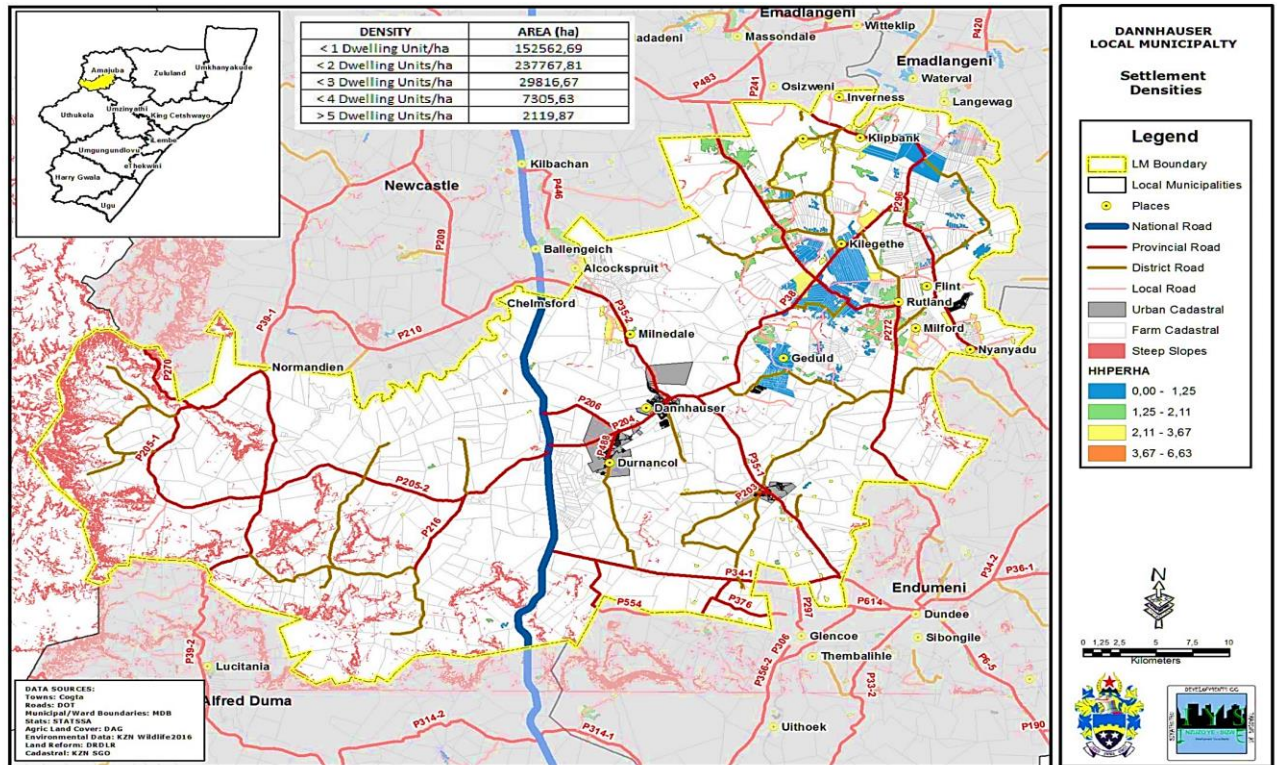 DENSITY AREA (ha)
< 1 Dwelling Unit/ha 152562,69
< 2 Dwelling Units/ha 237767,81
< 3 Dwelling Units/ha 29816,67
< 4 Dwelling Units/ha 7305,63
> 5 Dwelling Units/ha 2119,87
Amajuba
Zululand
Umkhanyakude
Umzinyathi
Uthukela
King Cetshwayo
iLembe
Umgungundlovu
eThekwini
Harry Gwala
Ugu
Emadlangeni
Witteklip
Massondale
P420
P483
P241
Emadlangeni
Waterval
Osizweni
Inverness
Langewag
Klipbank
Kilbachan
Newcastle
P446
P209
P296
Ballengeich
Kilegethe
Alcockspruit
Flint
Chelmsford
P38
Rutland
P35-2
P272
Milford
P39-1
P210
Milnedale
Nyanyadu
Geduld
P270
Normandien
P206
Dannhauser
P204
P205-1
P488
Durnancol
P35-1
P205-2
P203
P216
P34-1
Endumeni
P34-2
P36-1
P554
P376
P297
P614
Dundee
P39-2
P306
Glencoe
Sibongile
Lucitania
P356-2
Thembalihle
P33-2
P6-5
Alfred Duma
P314-2
P314-1
Uithoek
P190
DATA SOURCES:
Towns: Cogta
Roads: DOT
Municipal/Ward Boundaries: MDB
Stats: STATSSA
Agric Land Cover: DAG
Environmental Data: KZN Wildlife2016
Land Reform: DRDLR
Cadastral: KZN SGO
DANNHAUSER
LOCAL MUNICIPALTY
Settlement
Densities
Legend
LM Boundary
Local Municipalities
Places
National Road
Provincial Road
District Road
Local Road
Urban Cadastral
Farm Cadastral
Steep Slopes
HHPERHA
0,00 - 1,25
1,25 - 2,11
2,11 - 3,67
3,67 - 6,63
N
0 1,25 2,5 5 7,5 10
Kilometers